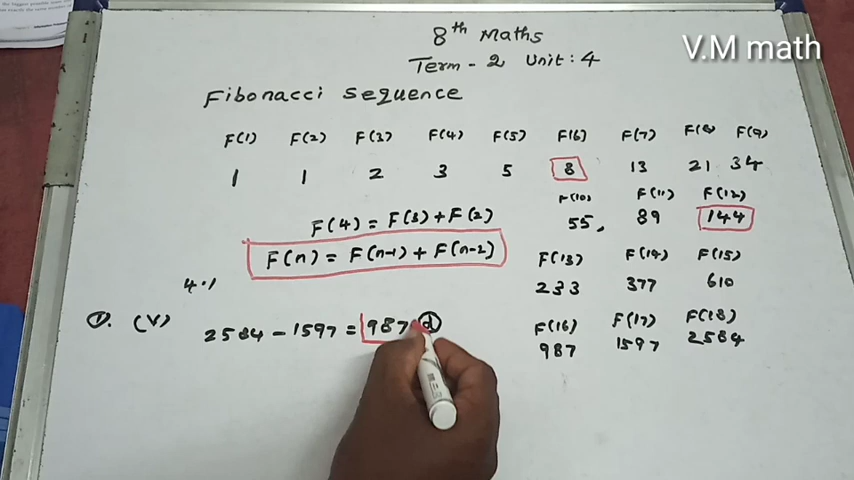 8th Maths
V.M math
Term - 2 Unit : 4
Fibonacci sequence
F(1) F(2) F(3) F(4) F(5) F(6) F(7) F(8) F(9)
1 1 2 3 5 8 13 21 34
F(10) F(11) F(12)
55, 89 144
F(4) = F(3) + F(2)
F(n) = F(n-1) + F(n-2)
F(13) F(14) F(15)
233 377 610
4.1
①. (V)
2584 - 1597 = 987 ⓓ
F(16) F(17) F(18)
987 1597 2584